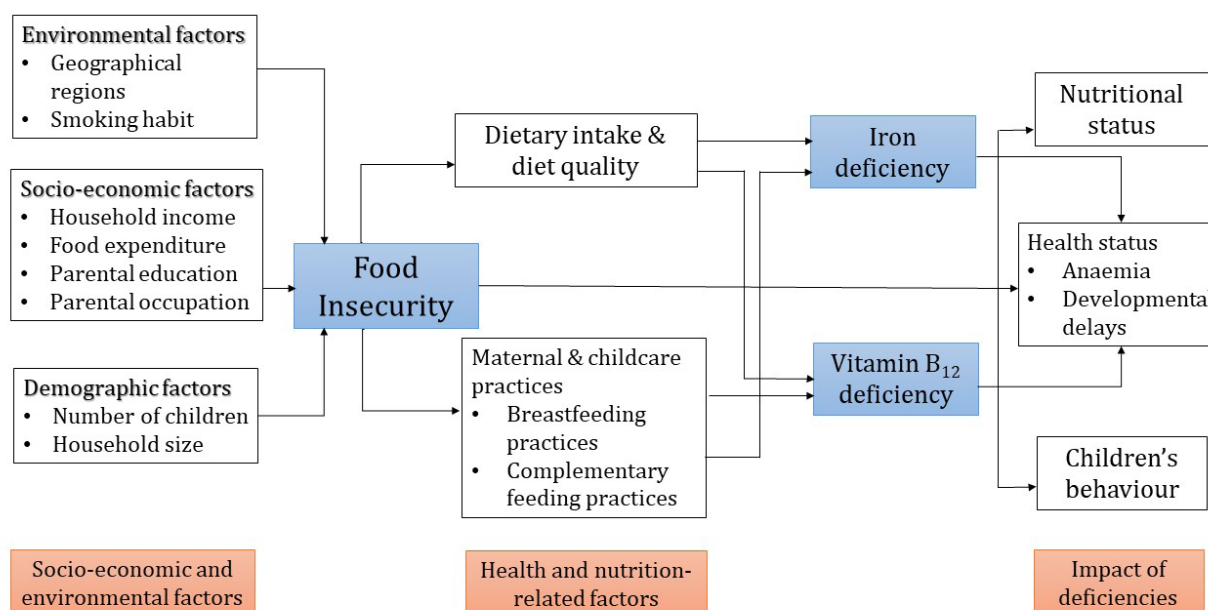 Environmental factors
• Geographical
regions
• Smoking habit
Socio-economic factors
• Household income
• Food expenditure
• Parental education
• Parental occupation
Demographic factors
• Number of children
• Household size
Food
Insecurity
Dietary intake &
diet quality
Maternal & childcare
practices
• Breastfeeding
practices
• Complementary
feeding practices
Iron
deficiency
Vitamin B₁₂
deficiency
Nutritional
status
Health status
• Anaemia
• Developmental
delays
Children's
behaviour
Socio-economic and
environmental factors
Health and nutrition-
related factors
Impact of
deficiencies